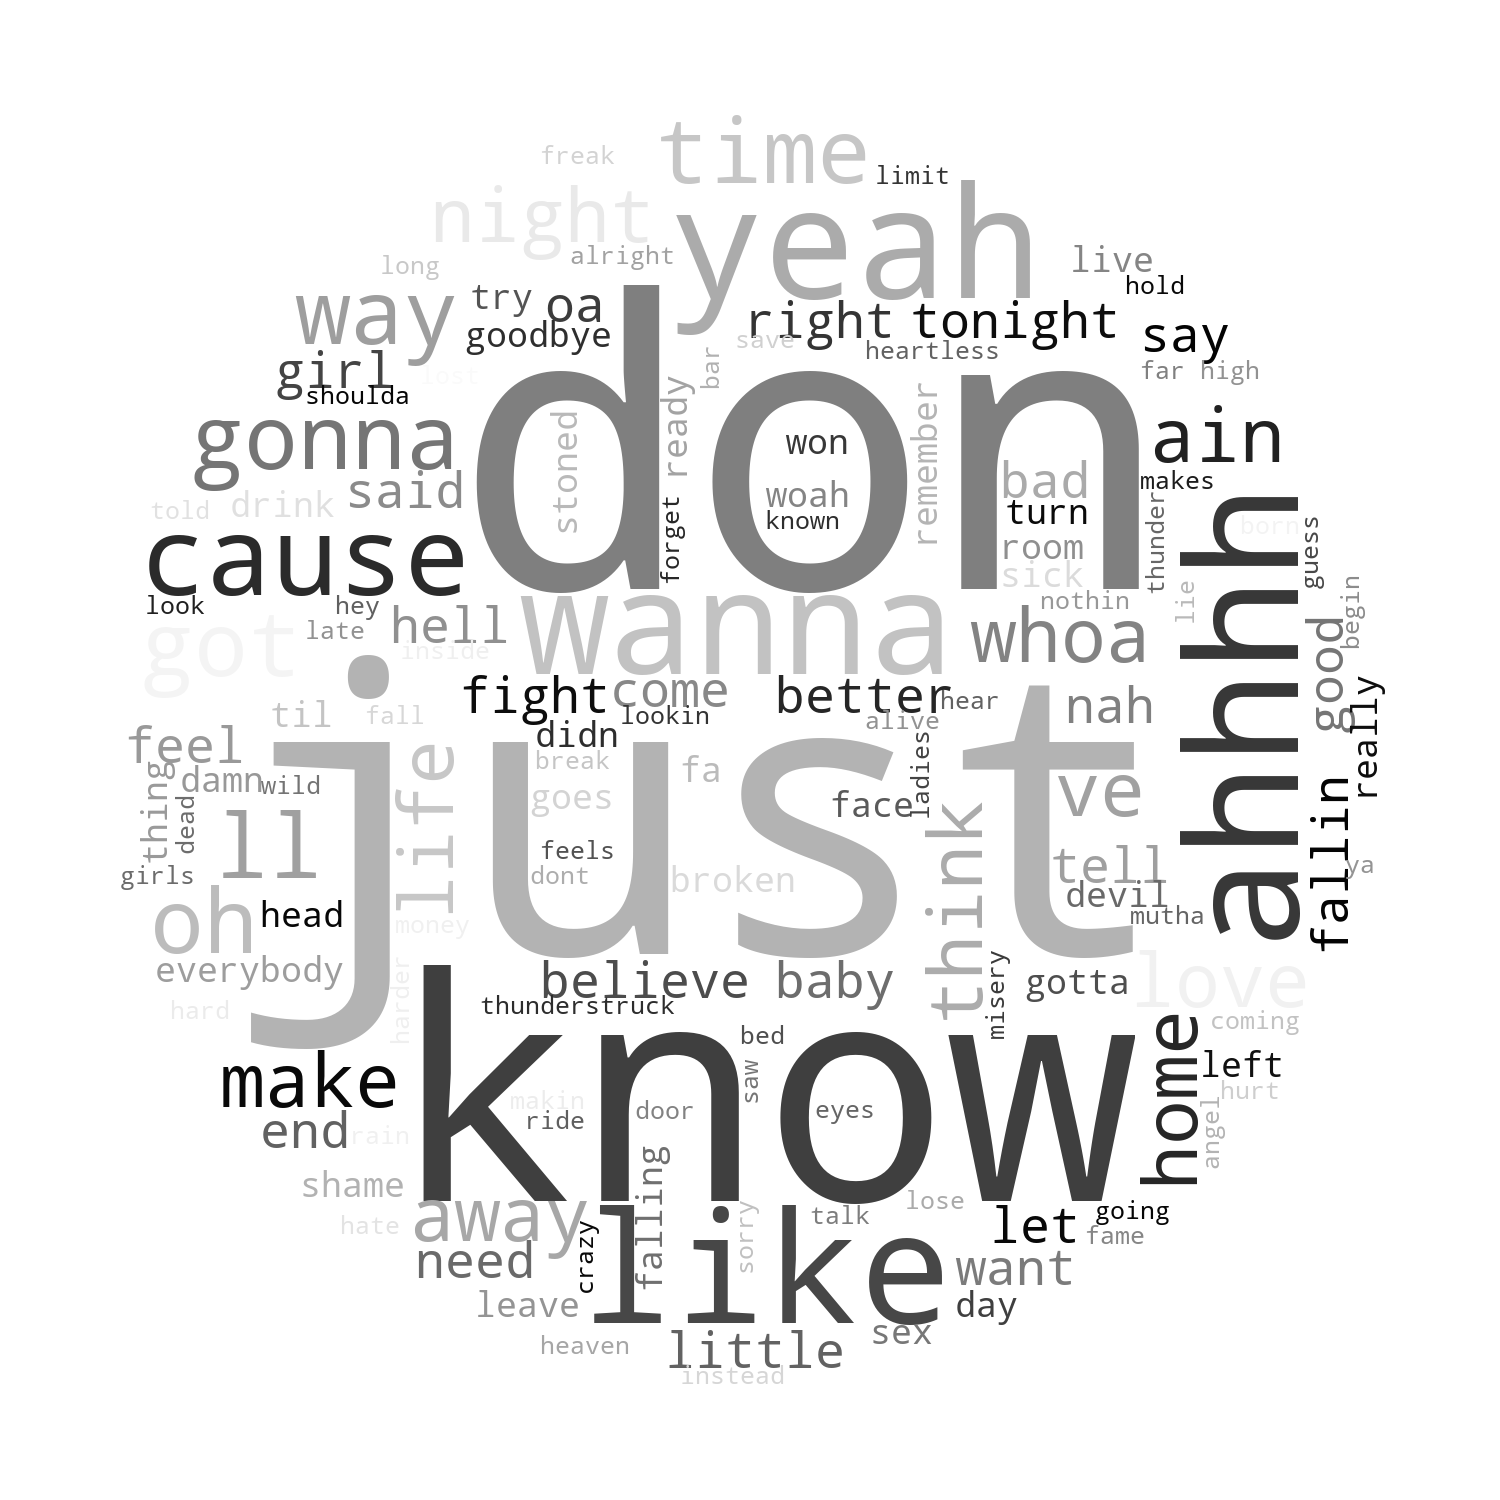 time
freak
limit
night
yeah
alright
long
live
hold
way
try
oa
don
right
tonight
say
goodbye
save
heartless
girl
bar
far high
lost
shoulda
ready
remember
gonna
stoned
won
ain
said
woah
bad
makes
told
drink
known
turn
thunder
born
forget
guess
cause
room
sick
ahhhh
look
hey
wanna
nothin
lie
begin
got
late
hell
inside
whoa
good
fight
come
better
hear
nah
really
til
fall
lookin
alive
feel
didn
just
ladies
damn
wild
life
break
fa
thing
dead
goes
face
ve
fallin
ll
think
girls
feels
dont
broken
tell
ya
devil
oh
head
mutha
money
everybody
believe
baby
misery
gotta
love
hard
harder
thunderstruck
coming
know
bed
home
make
saw
left
hurt
makin
ride
door
eyes
angel
end
rain
shame
falling
away
lose
hate
like
sorry
talk
let
going
fame
need
crazy
want
leave
day
sex
heaven
little
instead